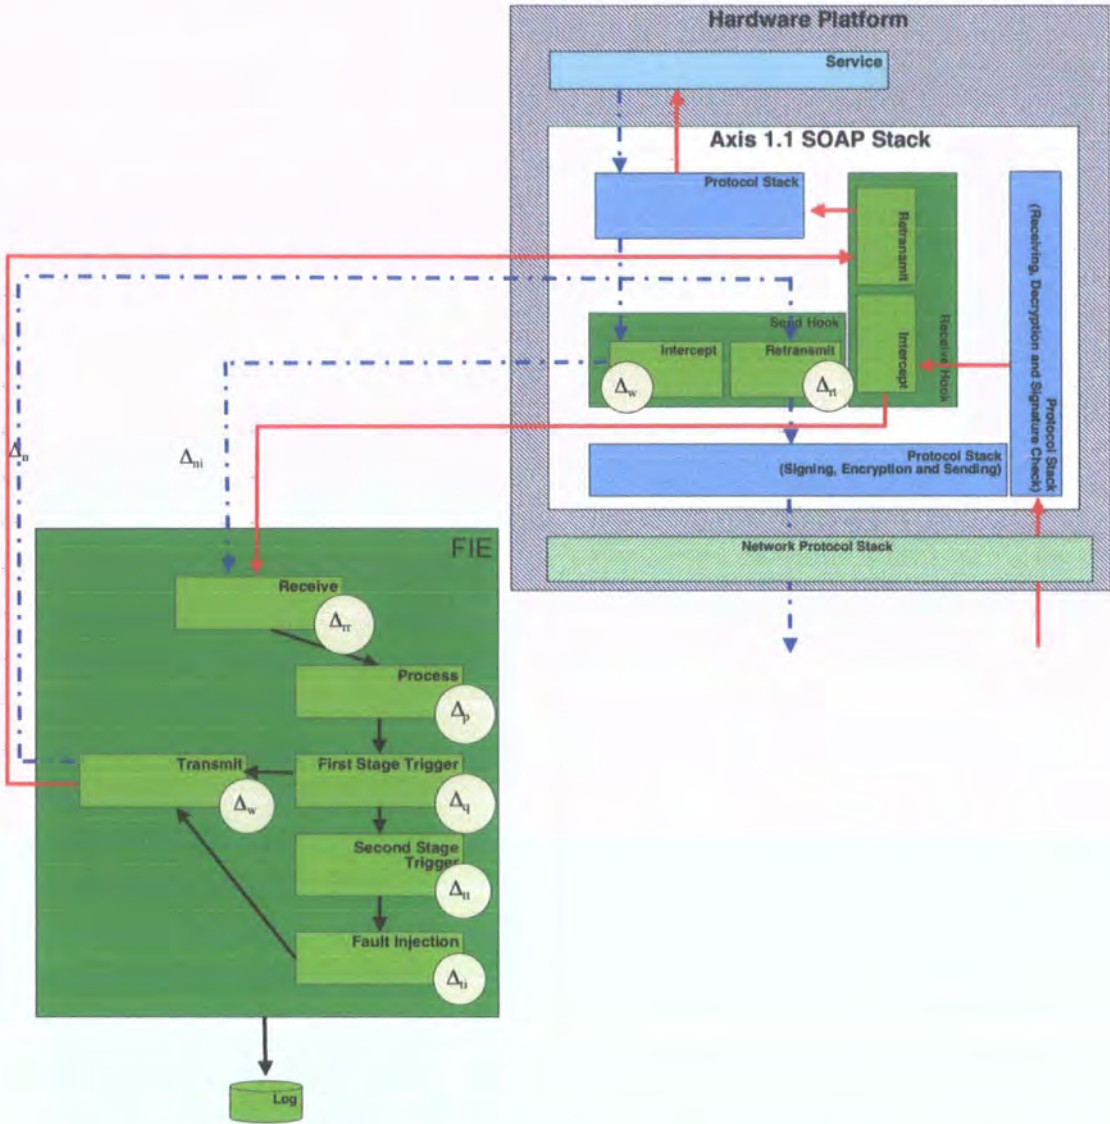 Hardware Platform
Service
Axis 1.1 SOAP Stack
Protocol Stack
Retransmit
Intercept
Receive Hook
Protocol Stack
(Receiving, Decryption and Signature Check)
Send Hook
Intercept
Retransmit
Δw
Δrt
Protocol Stack
(Signing, Encryption and Sending)
Network Protocol Stack
Δn
Δni
FIE
Receive
Δrr
Process
Δp
First Stage Trigger
Δq
Transmit
Δw
Second Stage
Trigger
Δtt
Fault Injection
Δti
Log